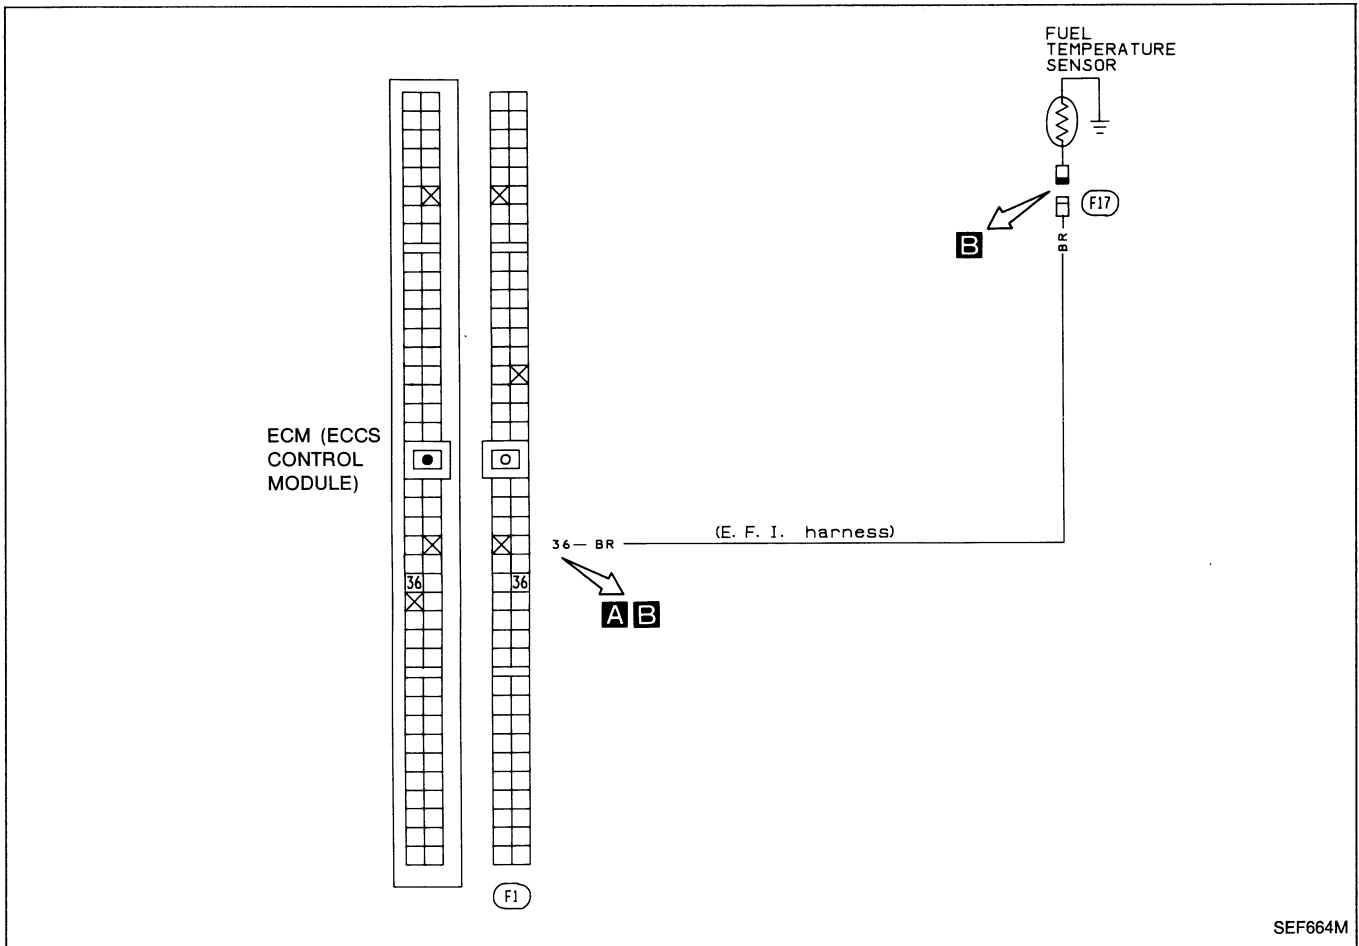 FUEL
TEMPERATURE
SENSOR
F17
B
BR
ECM (ECCS
CONTROL
MODULE)
36— BR
(E. F. I. harness)
36
36
A B
F1
SEF664M